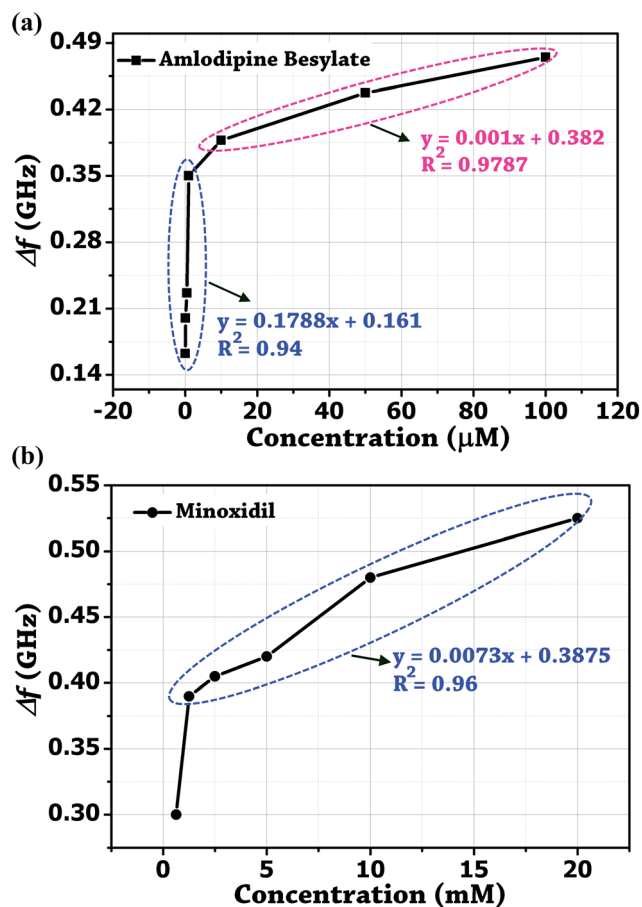 (a)
0.49
0.42
0.35
0.28
0.21
0.14
Δf (GHz)
Amlodipine Besylate
y = 0.001x + 0.382
R² = 0.9787
y = 0.1788x + 0.161
R² = 0.94
-20 0 20 40 60 80 100 120
Concentration (μM)
(b)
0.55
0.50
0.45
0.40
0.35
0.30
Δf (GHz)
Minoxidil
y = 0.0073x + 0.3875
R² = 0.96
0 5 10 15 20
Concentration (mM)